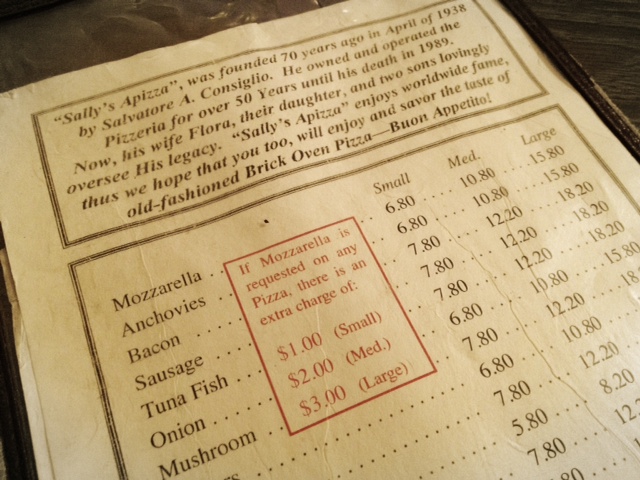 "Sally's Apizza", was founded 70 years ago in April of 1938
by Salvatore A. Consiglio. He owned and operated the
Pizzeria for over 50 Years until his death in 1989.
Now, his wife Flora, their daughter, and two sons lovingly
oversee His legacy. "Sally's Apizza" enjoys worldwide fame,
thus we hope that you too, will enjoy and savor the taste of
old-fashioned Brick Oven Pizza—Buon Appetito!
Small Med. Large
Mozzarella 6.80 10.80 15.80
Anchovies 6.80 10.80 15.80
Bacon 7.80 12.20 18.20
Sausage 7.80 12.20 18.20
Tuna Fish 7.80 12.20 18.20
Onion 6.80 10.80 15.80
Mushroom 7.80 12.20
6.80 10.80
7.80 12.20
5.80 8.20
7.80
If Mozzarella is
requested on any
Pizza, there is an
extra charge of:
$1.00 (Small)
$2.00 (Med.)
$3.00 (Large)